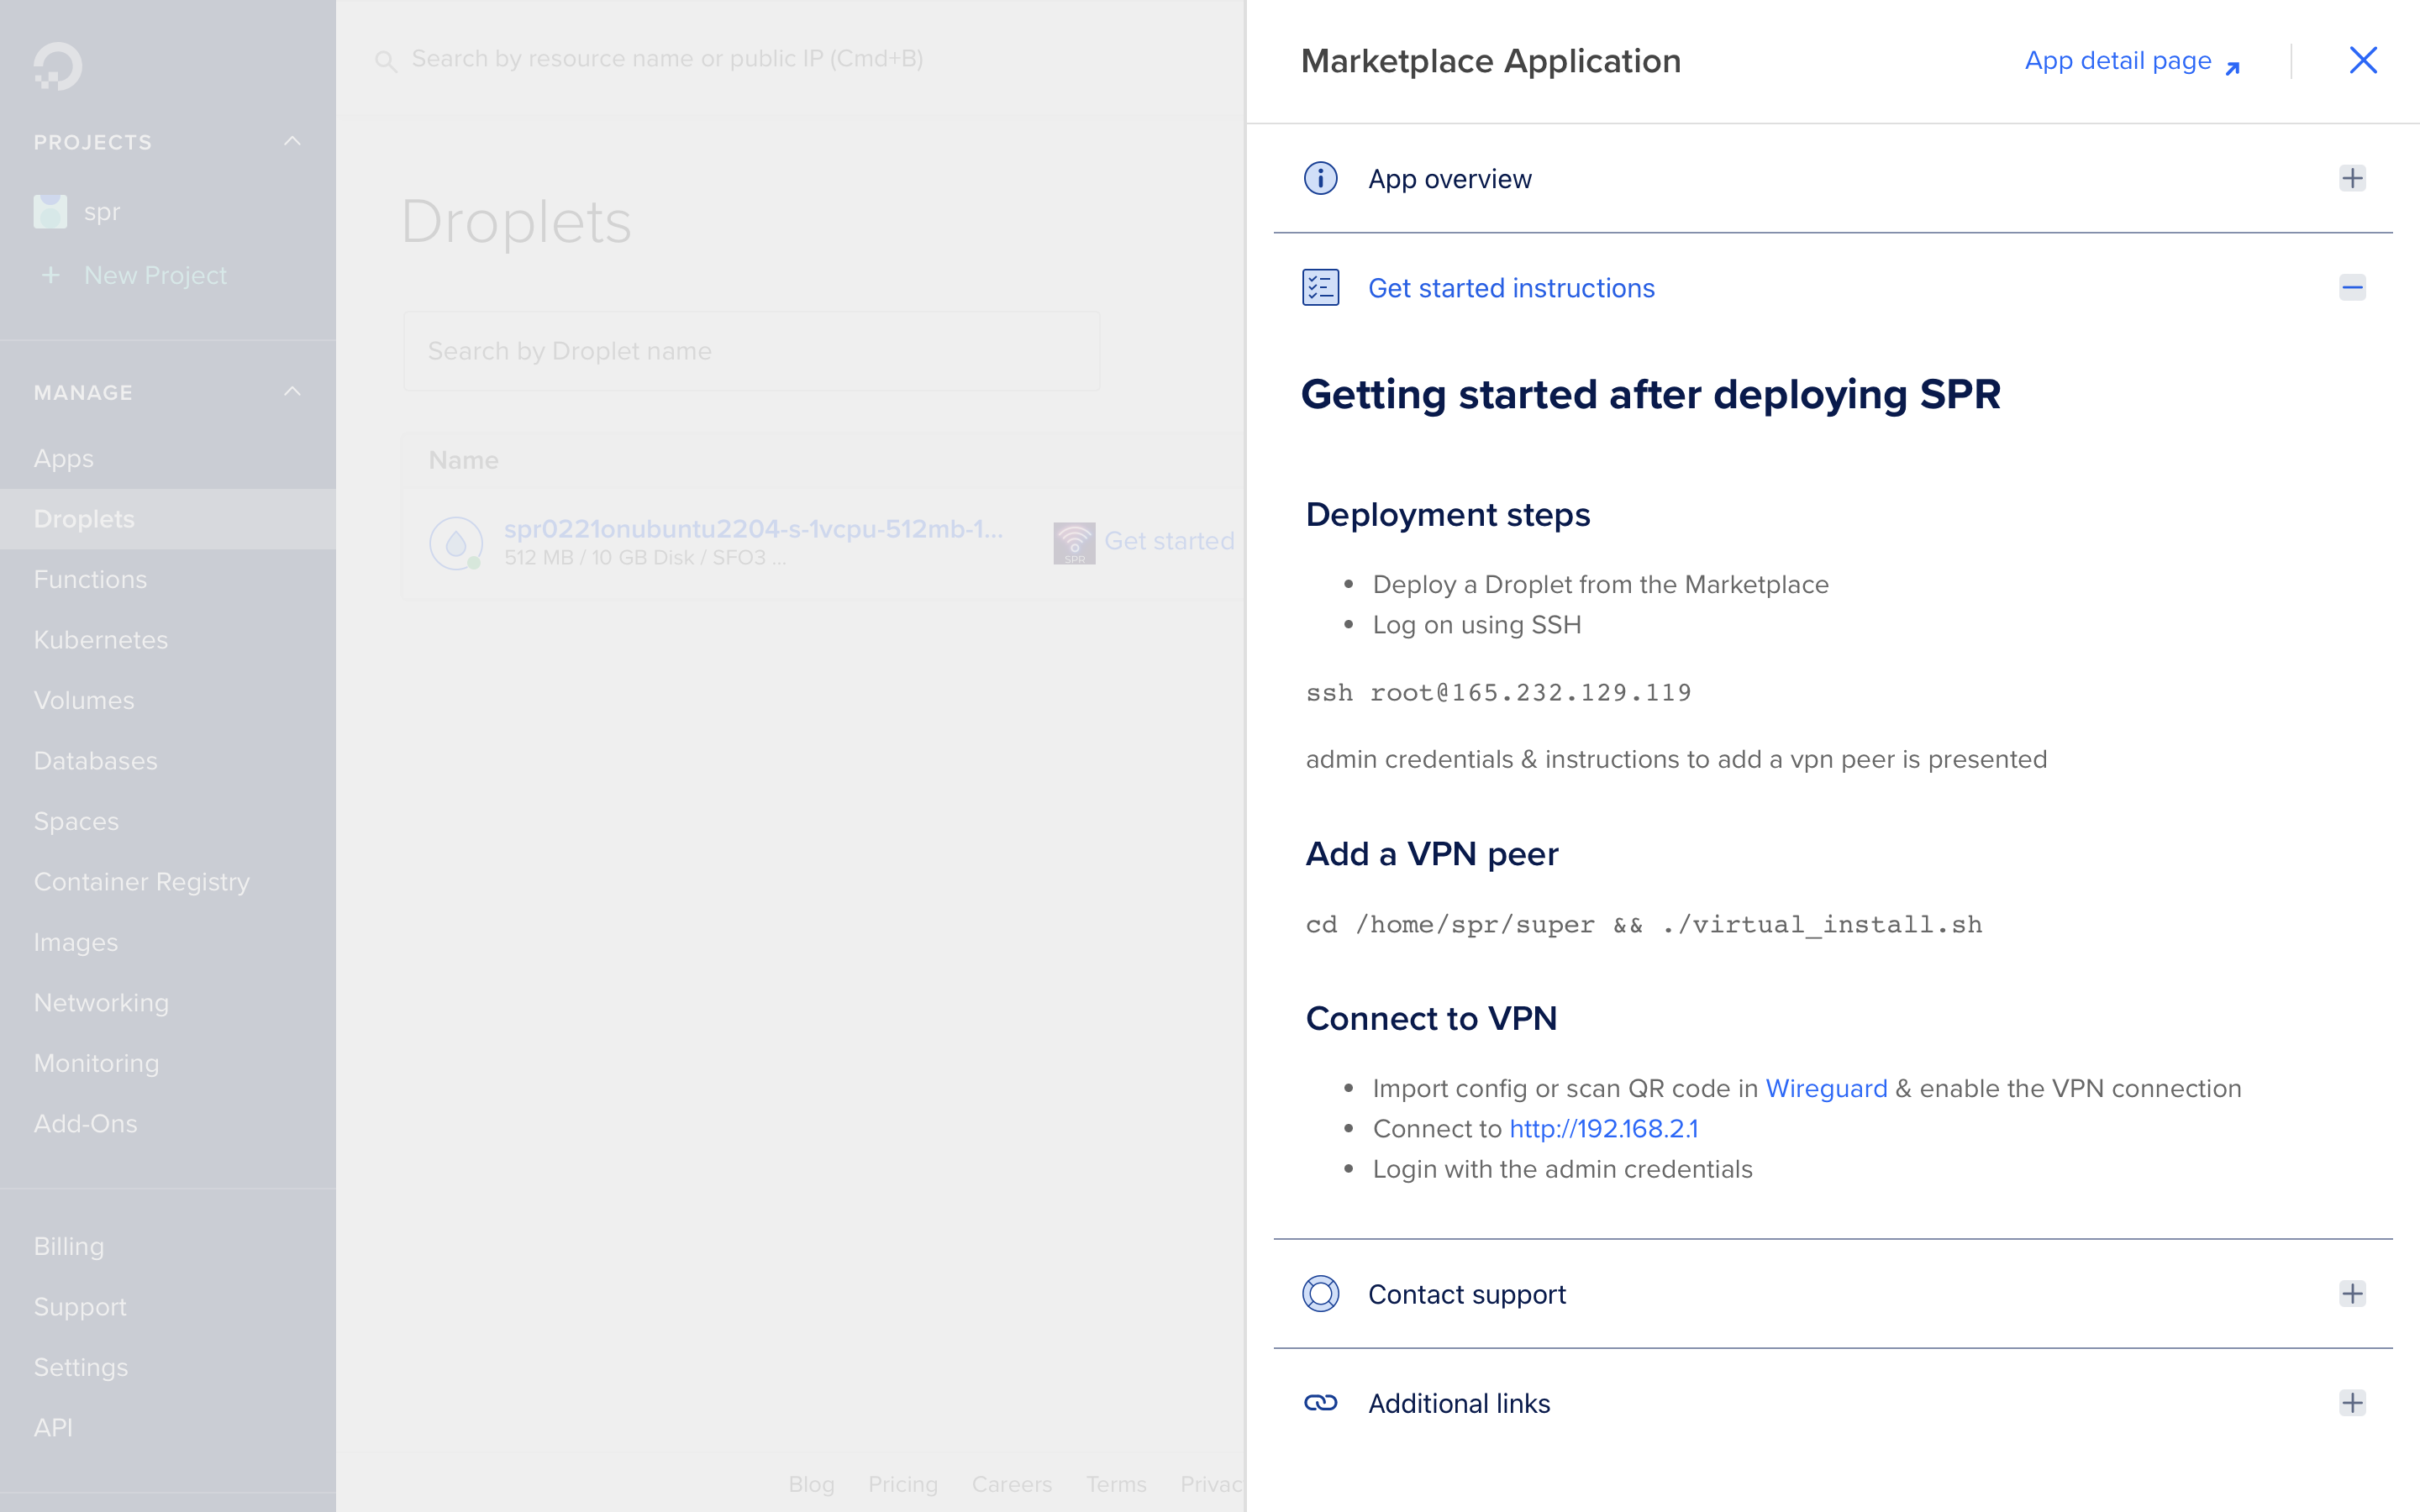 PROJECTS
spr
+ New Project
MANAGE
Apps
Droplets
Functions
Kubernetes
Volumes
Databases
Spaces
Container Registry
Images
Networking
Monitoring
Add-Ons
Billing
Support
Settings
API
Search by resource name or public IP (Cmd+B)
Droplets
Search by Droplet name
Name
spr0221onubuntu2204-s-1vcpu-512mb-1...
512 MB / 10 GB Disk / SFO3 ...
SPR
Get started
Blog Pricing Careers Terms Privac
Marketplace Application
App detail page
App overview
Get started instructions
Getting started after deploying SPR
Deployment steps
• Deploy a Droplet from the Marketplace
• Log on using SSH
ssh root@165.232.129.119
admin credentials & instructions to add a vpn peer is presented
Add a VPN peer
cd /home/spr/super && ./virtual_install.sh
Connect to VPN
• Import config or scan QR code in Wireguard & enable the VPN connection
• Connect to http://192.168.2.1
• Login with the admin credentials
Contact support
Additional links